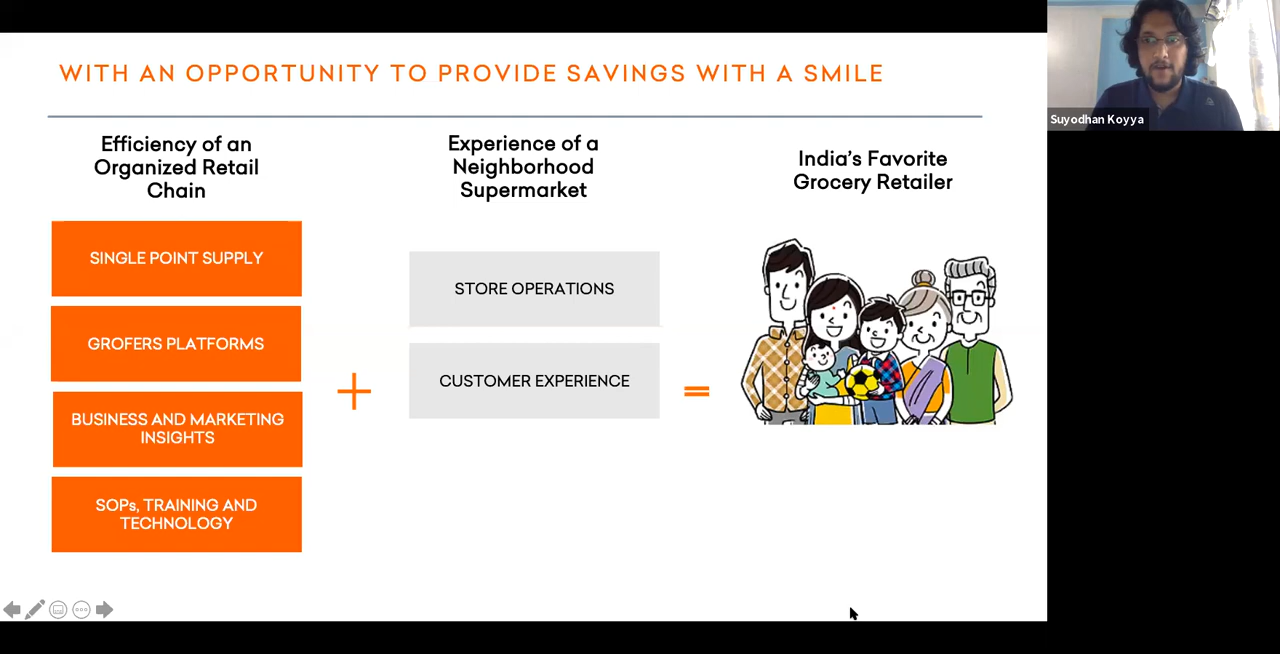 WITH AN OPPORTUNITY TO PROVIDE SAVINGS WITH A SMILE
Efficiency of an
Organized Retail
Chain
SINGLE POINT SUPPLY
GROFERS PLATFORMS
BUSINESS AND MARKETING
INSIGHTS
SOPs, TRAINING AND
TECHNOLOGY
+
Experience of a
Neighborhood
Supermarket
STORE OPERATIONS
CUSTOMER EXPERIENCE
=
India's Favorite
Grocery Retailer
Suyodhan Koyya